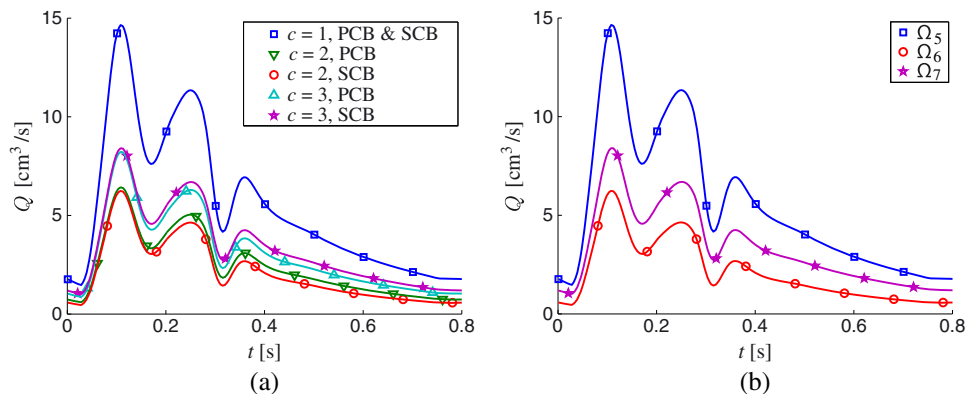 15
10
5
0
Q [cm³/s]
c = 1, PCB & SCB
c = 2, PCB
c = 2, SCB
c = 3, PCB
c = 3, SCB
0 0.2 0.4 0.6 0.8
t [s]
(a)
15
10
5
0
Q [cm³/s]
Ω₅
Ω₆
Ω₇
0 0.2 0.4 0.6 0.8
t [s]
(b)